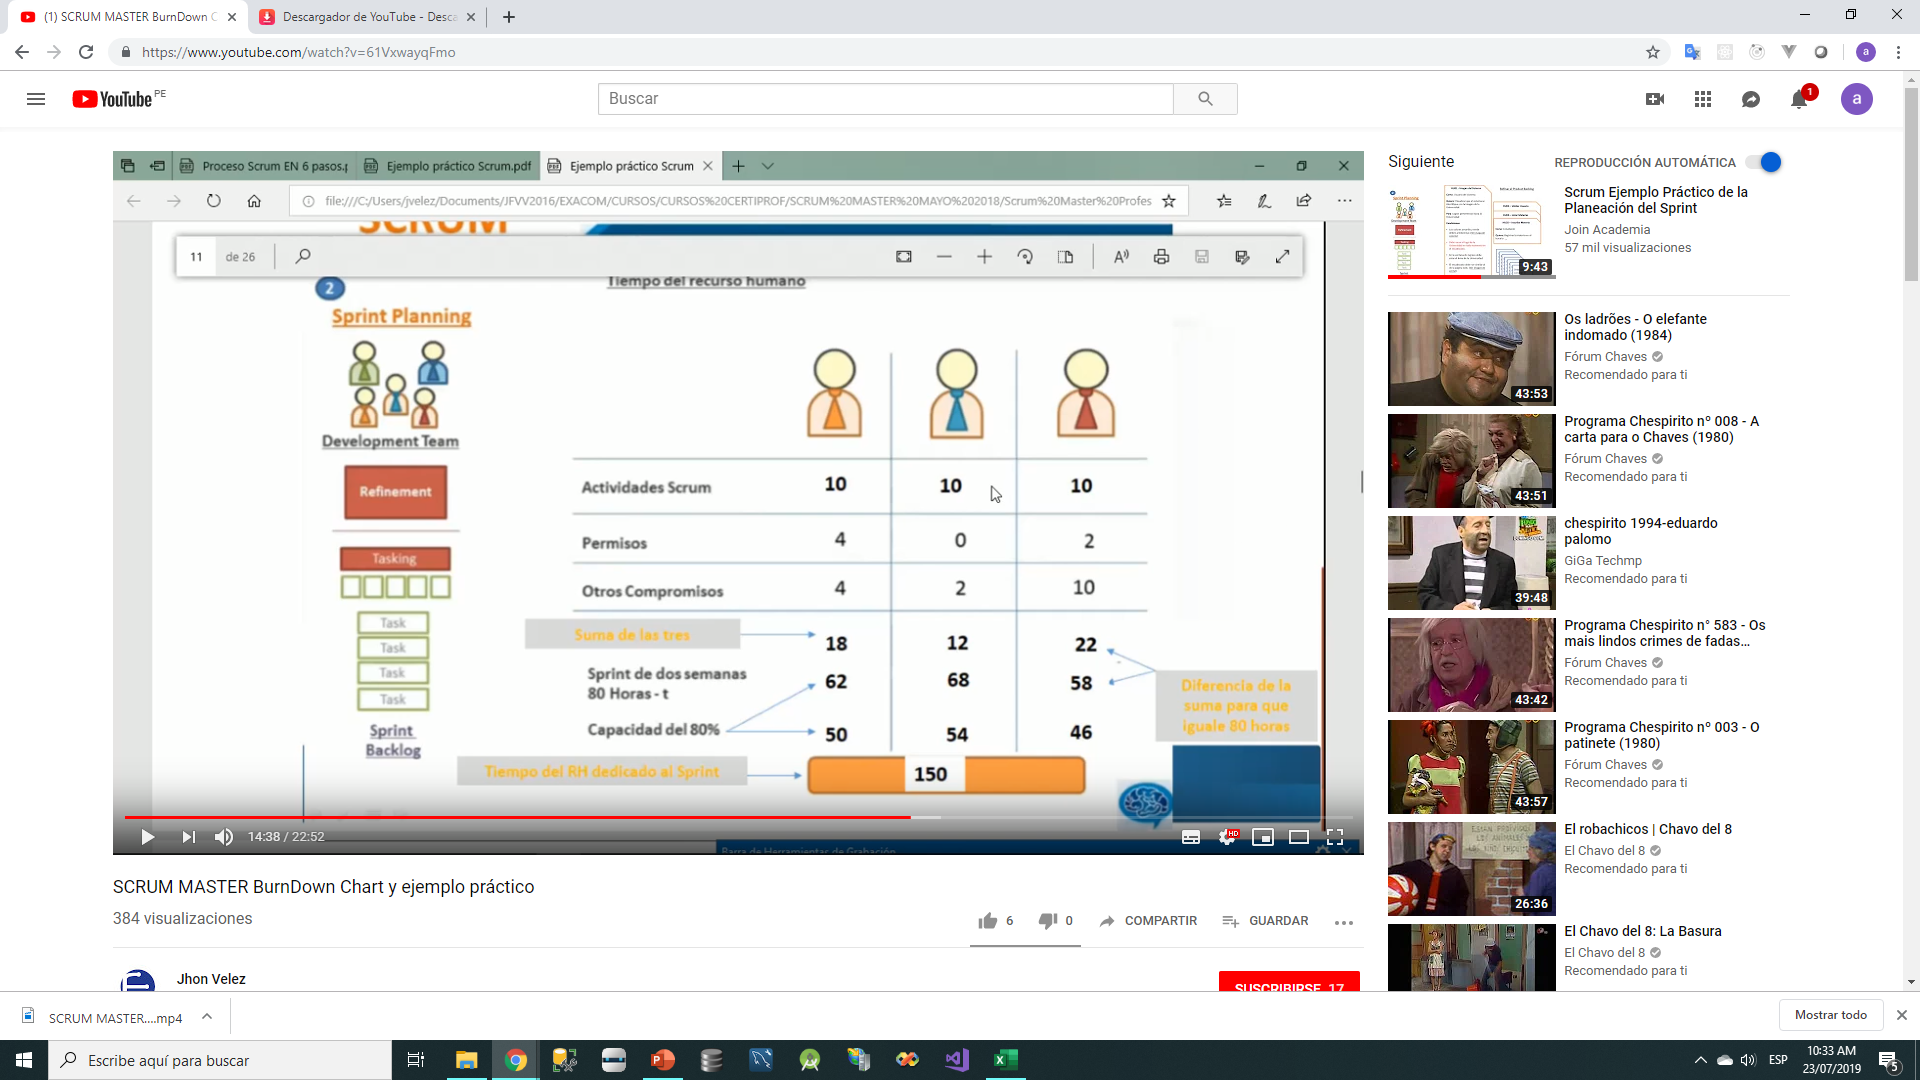 (1) SCRUM MASTER BurnDown C
Descargador de YouTube - Desca
https://www.youtube.com/watch?v=61VxwayqFmo
a
YouTube PE
Buscar
1
a
Proceso Scrum EN 6 pasos.p
Ejemplo práctico Scrum.pdf
Ejemplo práctico Scrum
file:///C:/Users/jvelez/Documents/JFVV2016/EXACOM/CURSOS/CURSOS%20CERTIPROF/SCRUM%20MASTER%20MAYO%202018/Scrum%20Master%20Profes
SCRUM
11 de 26
Tiempo del recurso humano
2
Sprint Planning
Development Team
Refinement
Tasking
Task
Task
Task
Task
Sprint
Backlog
Actividades Scrum 10 10 10
Permisos 4 0 2
Otros Compromisos 4 2 10
Suma de las tres 18 12 22
Sprint de dos semanas
80 Horas - t
62 68 58
Capacidad del 80% 50 54 46
Diferencia de la
suma para que
iguale 80 horas
Tiempo del RH dedicado al Sprint 150
Barra de Herramientas de Grabación
14:38 / 22:52
HD
SCRUM MASTER BurnDown Chart y ejemplo práctico
384 visualizaciones
6 0 COMPARTIR GUARDAR
Jhon Velez
SUSCRIBIRSE 17
Siguiente REPRODUCCIÓN AUTOMÁTICA
9:43
Scrum Ejemplo Práctico de la
Planeación del Sprint
Join Academia
57 mil visualizaciones
43:53
Os ladrões - O elefante
indomado (1984)
Fórum Chaves
Recomendado para ti
43:51
Programa Chespirito nº 008 - A
carta para o Chaves (1980)
Fórum Chaves
Recomendado para ti
39:48
chespirito 1994-eduardo
palomo
GiGa Techmp
Recomendado para ti
43:42
Programa Chespirito n° 583 - Os
mais lindos crimes de fadas...
Fórum Chaves
Recomendado para ti
43:57
Programa Chespirito nº 003 - O
patinete (1980)
Fórum Chaves
Recomendado para ti
26:36
El robachicos | Chavo del 8
El Chavo del 8
Recomendado para ti
El Chavo del 8: La Basura
El Chavo del 8
Recomendado para ti
SCRUM MASTER....mp4
Mostrar todo
Escribe aquí para buscar
ESP
10:33 AM
23/07/2019
5